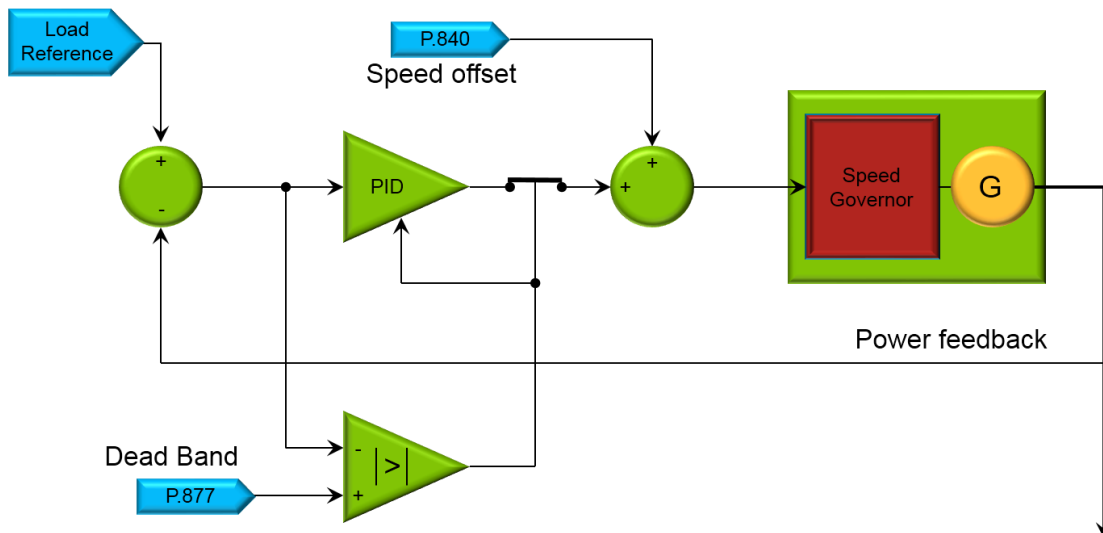 Load
Reference
P.840
Speed offset
+
-
PID
+
+
Speed
Governor
G
Power feedback
Dead Band
P.877
-
|>|
+